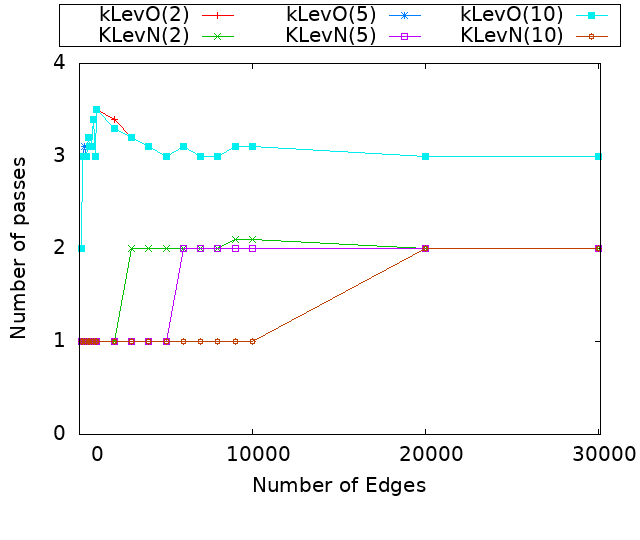 kLevO(2) kLevO(5) kLevO(10)
KLevN(2) KLevN(5) KLevN(10)
4
3
2
1
0
Number of passes
0 10000 20000 30000
Number of Edges